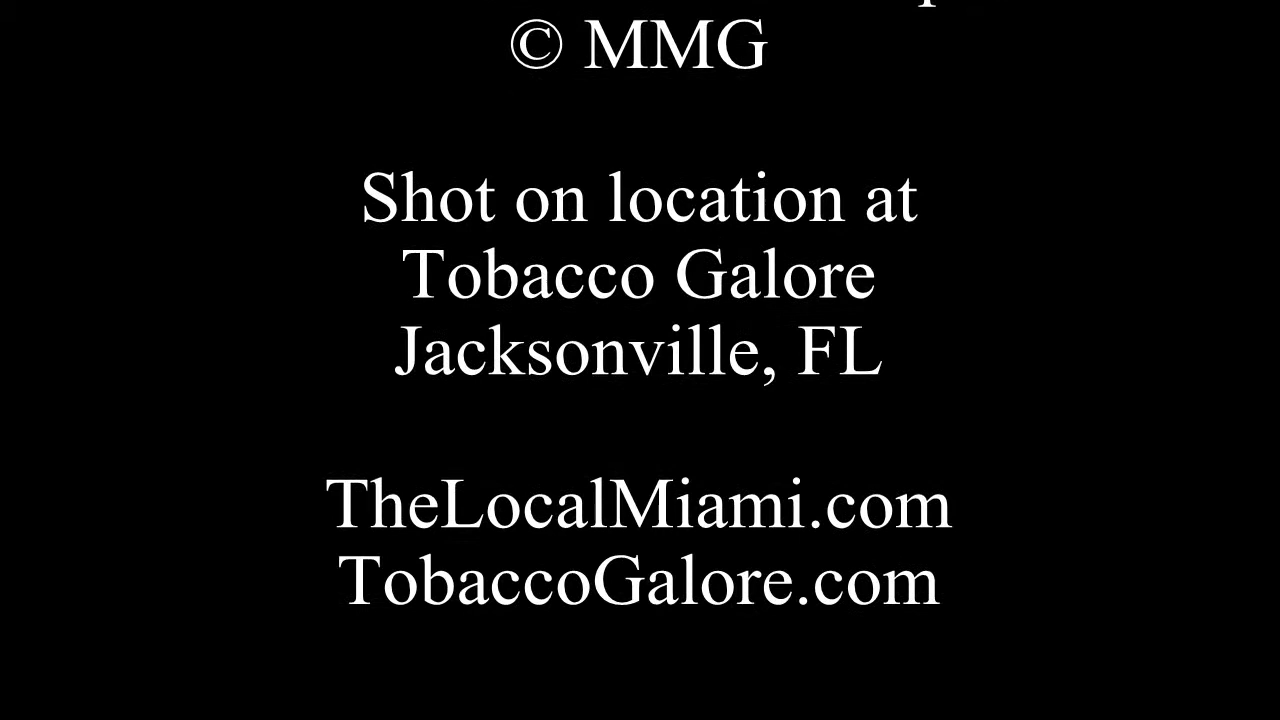 © MMG
Shot on location at
Tobacco Galore
Jacksonville, FL
TheLocalMiami.com
TobaccoGalore.com